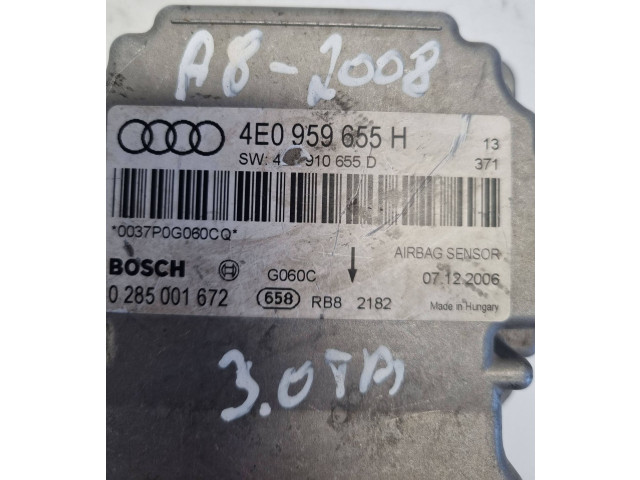 A8-2008
4E0 959 655 H 13
SW: 910 655 D 371
*0037P0G060CQ*
AIRBAG SENSOR
BOSCH G060C 07.12.2006
0 285 001 672 658 RB8 2182 Made in Hungary
3.0TDi